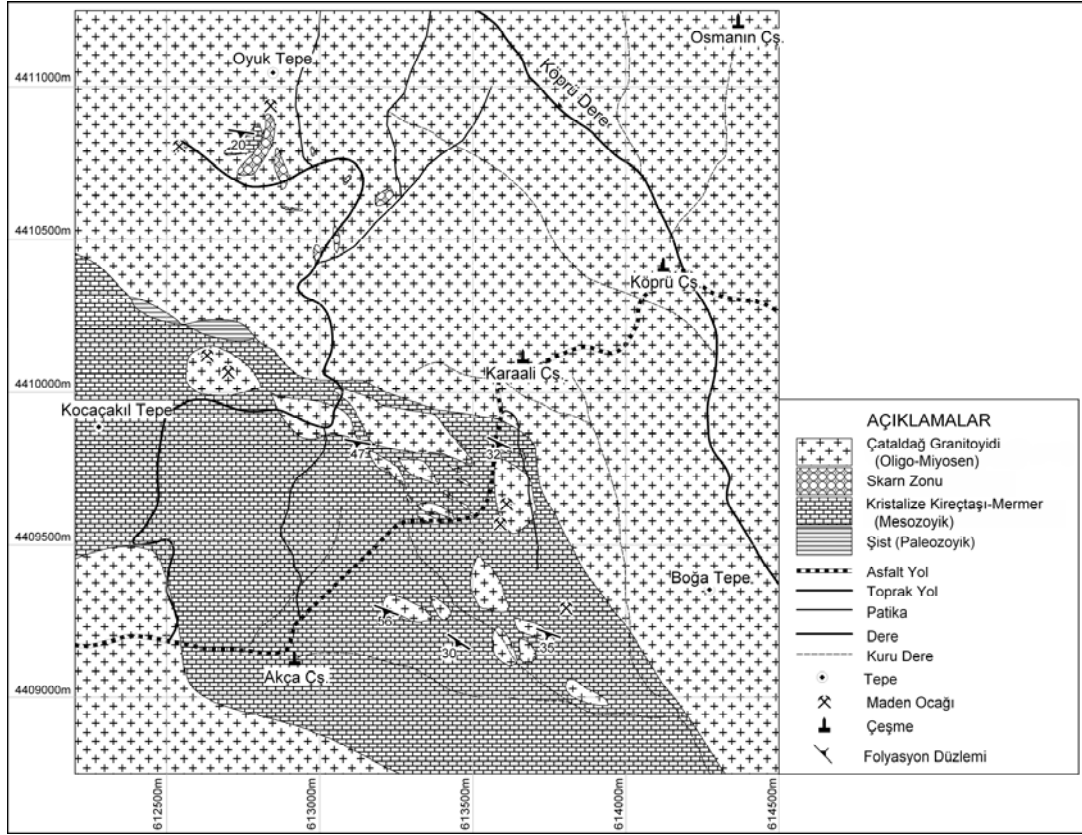 Osmanın Çş.
Oyuk Tepe
4411000m
Köprü Dere
20
4410500m
Köprü Çş.
4410000m
Karaali Çş.
Kocaçakıl Tepe
47
32
4409500m
Boğa Tepe
56
30
35
Akça Çş.
4409000m
612500m
613000m
613500m
614000m
614500m
AÇIKLAMALAR
Çataldağ Granitoyidi
(Oligo-Miyosen)
Skarn Zonu
Kristalize Kireçtaşı-Mermer
(Mesozoyik)
Şist (Paleozoyik)
Asfalt Yol
Toprak Yol
Patika
Dere
Kuru Dere
Tepe
Maden Ocağı
Çeşme
Folyasyon Düzlemi